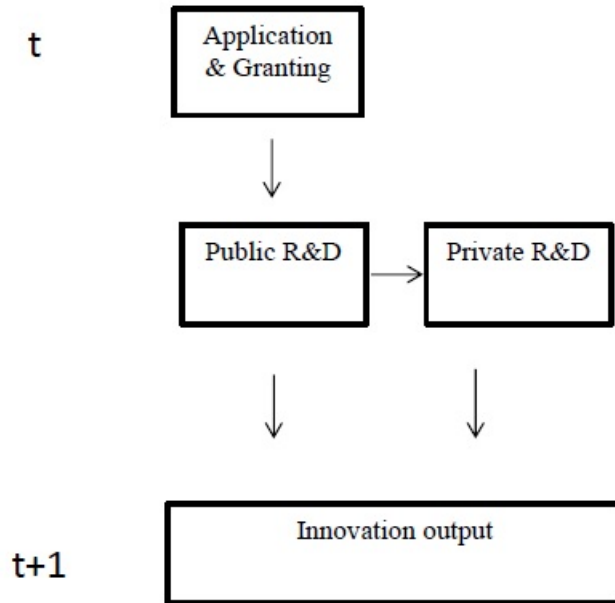 t
Application
& Granting
Public R&D
Private R&D
Innovation output
t+1